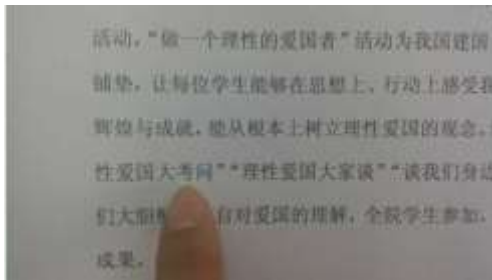 活动，“做一个理性的爱国者”活动为我国建国
铺垫，让每位学生能够在思想上、行动上感受我
辉煌与成就，能从根本上树立理性爱国的观念。
性爱国大考问”“理性爱国大家谈”“谈我们身边
们大胆 自对爱国的理解，全院学生参加，
成果。